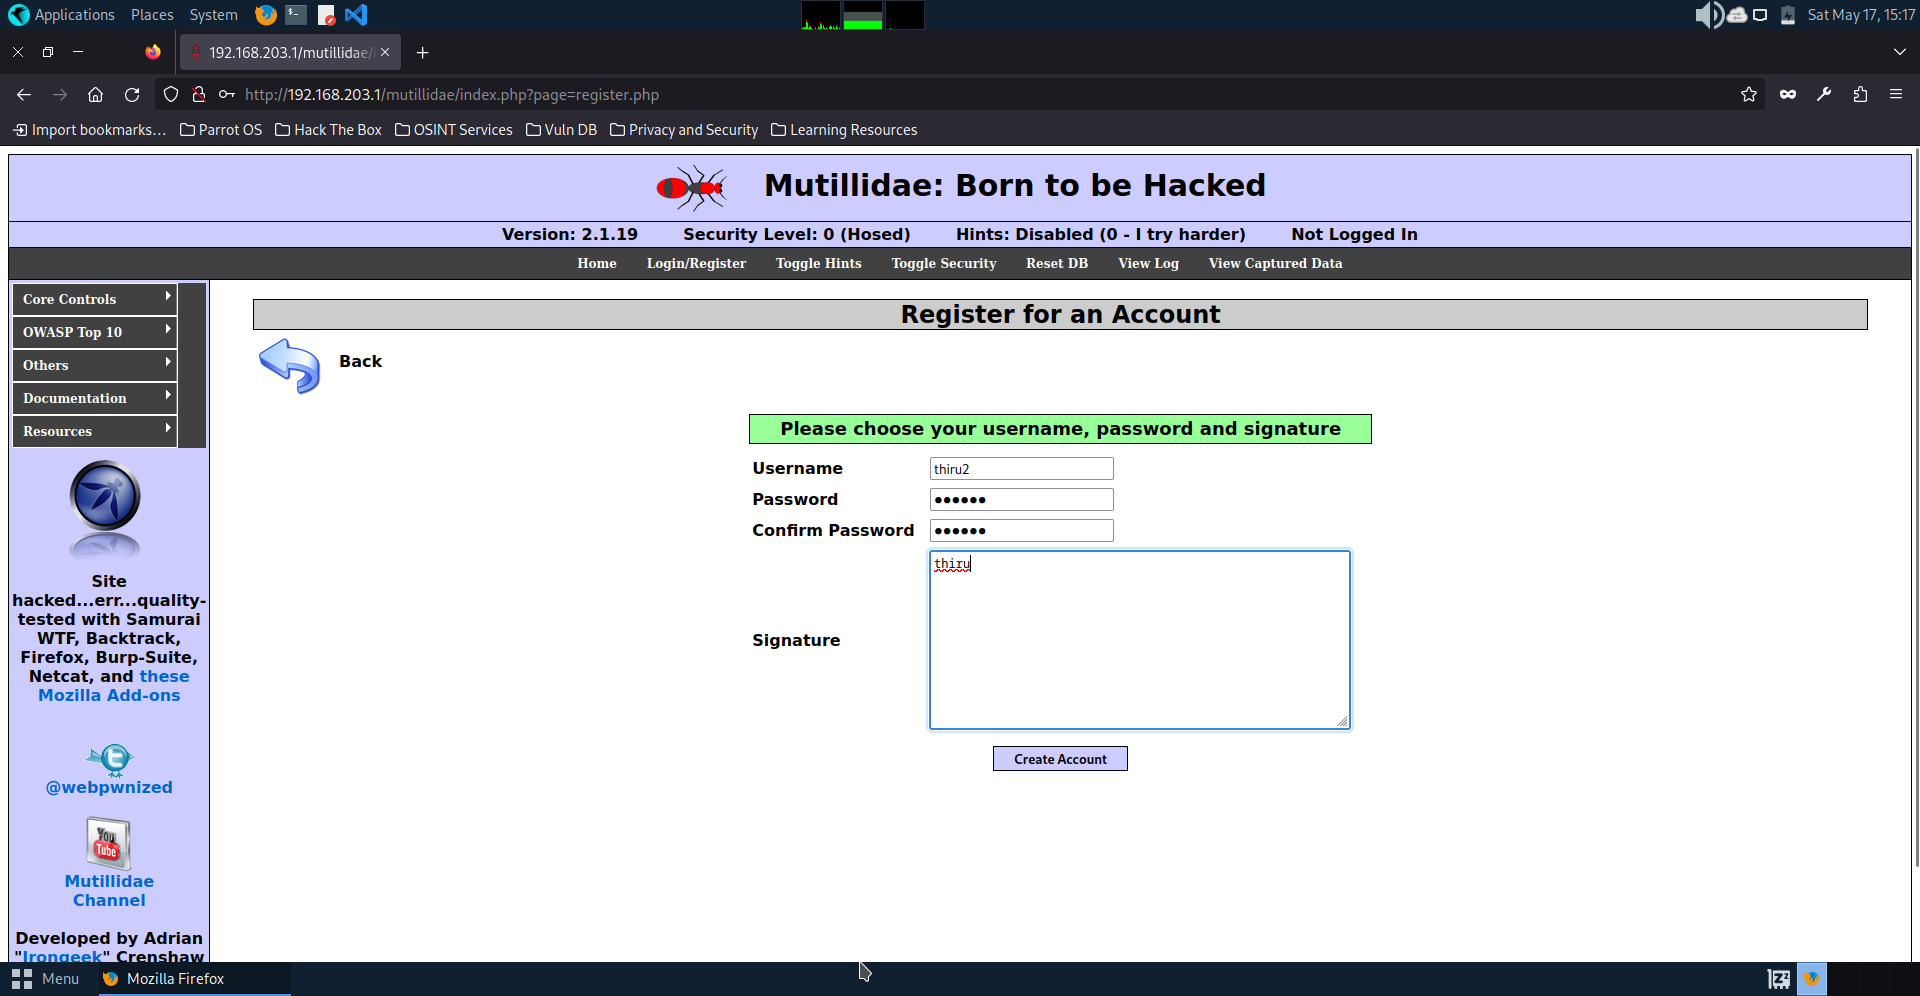 Applications Places System Sat May 17, 15:17
192.168.203.1/mutillidae/i
http://192.168.203.1/mutillidae/index.php?page=register.php
Import bookmarks... Parrot OS Hack The Box OSINT Services Vuln DB Privacy and Security Learning Resources
Mutillidae: Born to be Hacked
Version: 2.1.19 Security Level: 0 (Hosed) Hints: Disabled (0 - I try harder) Not Logged In
Home Login/Register Toggle Hints Toggle Security Reset DB View Log View Captured Data
Core Controls
OWASP Top 10
Others
Documentation
Resources
Site
hacked...err...quality-
tested with Samurai
WTF, Backtrack,
Firefox, Burp-Suite,
Netcat, and these
Mozilla Add-ons
@webpwnized
You
Tube
Mutillidae
Channel
Developed by Adrian
"Irongeek" Crenshaw
Register for an Account
Back
Please choose your username, password and signature
Username thiru2
Password ●●●●●●
Confirm Password ●●●●●●
Signature thiru
Create Account
Menu Mozilla Firefox